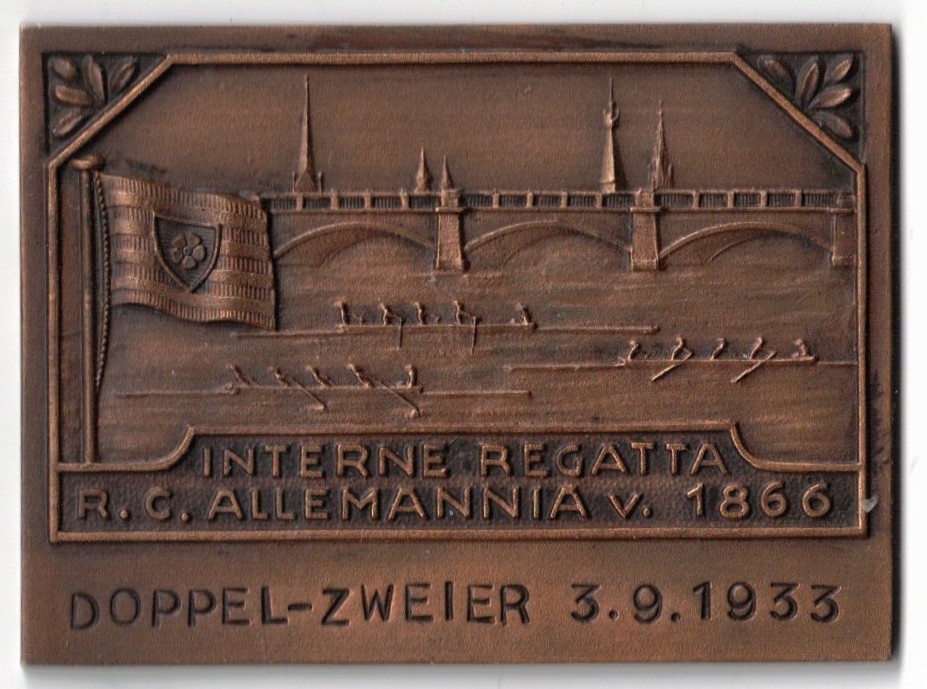 INTERNE REGATTA
R. C. ALLEMANNIA v. 1866
DOPPEL-ZWEIER 3.9.1933